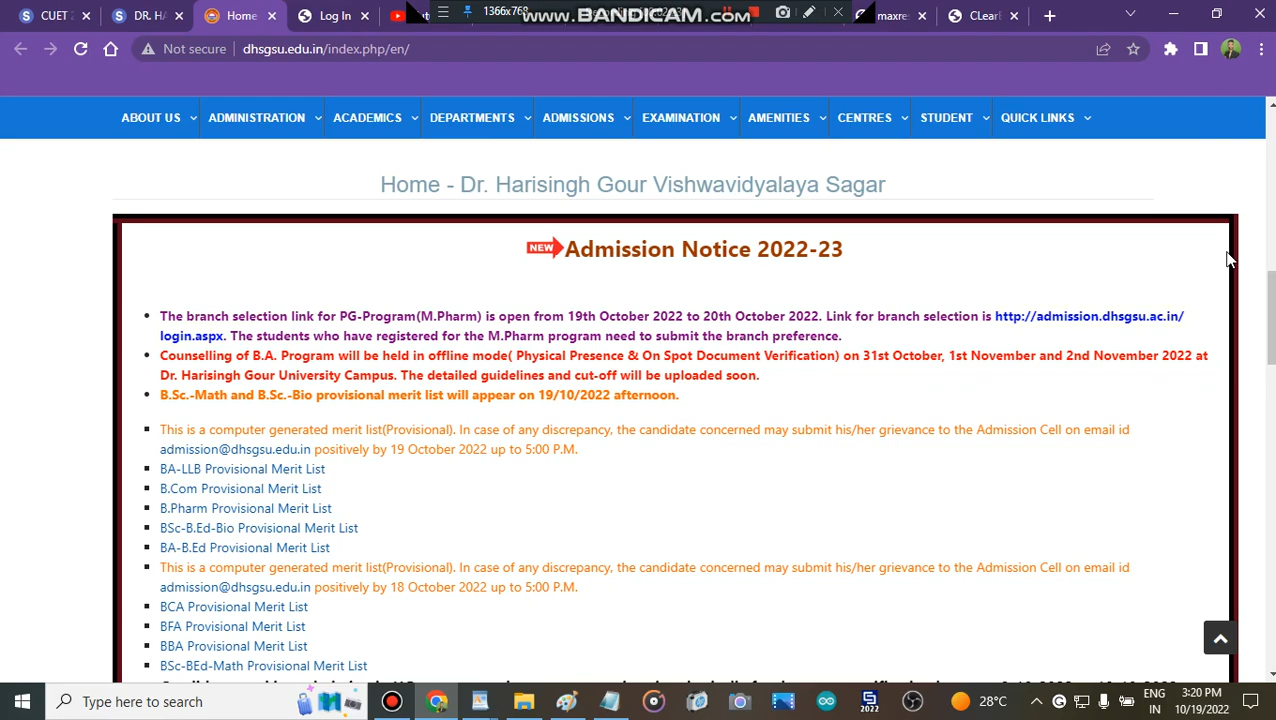 CUET
DR. HA
Home
Log In
maxre
CLearE
1366x768
www.BANDICAM.com
Not secure
dhsgsu.edu.in/index.php/en/
ABOUT US
ADMINISTRATION
ACADEMICS
DEPARTMENTS
ADMISSIONS
EXAMINATION
AMENITIES
CENTRES
STUDENT
QUICK LINKS
Home - Dr. Harisingh Gour Vishwavidyalaya Sagar
NEW Admission Notice 2022-23
The branch selection link for PG-Program(M.Pharm) is open from 19th October 2022 to 20th October 2022. Link for branch selection is http://admission.dhsgsu.ac.in/
login.aspx. The students who have registered for the M.Pharm program need to submit the branch preference.
Counselling of B.A. Program will be held in offline mode( Physical Presence & On Spot Document Verification) on 31st October, 1st November and 2nd November 2022 at
Dr. Harisingh Gour University Campus. The detailed guidelines and cut-off will be uploaded soon.
B.Sc.-Math and B.Sc.-Bio provisional merit list will appear on 19/10/2022 afternoon.
This is a computer generated merit list(Provisional). In case of any discrepancy, the candidate concerned may submit his/her grievance to the Admission Cell on email id
admission@dhsgsu.edu.in positively by 19 October 2022 up to 5:00 P.M.
BA-LLB Provisional Merit List
B.Com Provisional Merit List
B.Pharm Provisional Merit List
BSc-B.Ed-Bio Provisional Merit List
BA-B.Ed Provisional Merit List
This is a computer generated merit list(Provisional). In case of any discrepancy, the candidate concerned may submit his/her grievance to the Admission Cell on email id
admission@dhsgsu.edu.in positively by 18 October 2022 up to 5:00 P.M.
BCA Provisional Merit List
BFA Provisional Merit List
BBA Provisional Merit List
BSc-BEd-Math Provisional Merit List
Type here to search
2022
28°C
ENG
IN
3:20 PM
10/19/2022